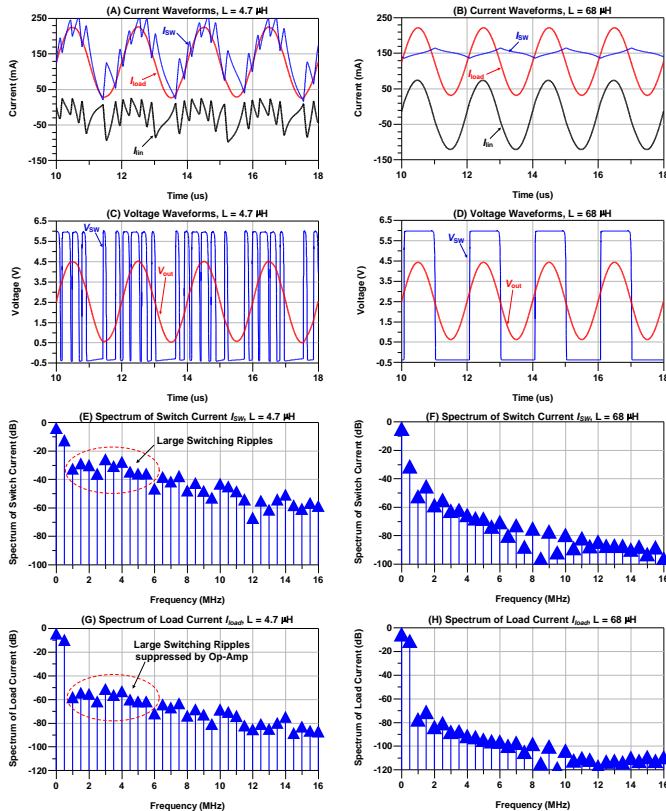 (A) Current Waveforms, L = 4.7 µH
Current (mA)
250
150
50
-50
-150
I_SW
I_load
I_lin
10 12 14 16 18
Time (us)
(B) Current Waveforms, L = 68 µH
Current (mA)
250
150
50
-50
-150
I_SW
I_load
I_lin
10 12 14 16 18
Time (us)
(C) Voltage Waveforms, L = 4.7 µH
Voltage (V)
6.5
5.5
4.5
3.5
2.5
1.5
0.5
-0.5
V_SW
V_out
10 11 12 13 14 15 16 17 18
Time (us)
(D) Voltage Waveforms, L = 68 µH
Voltage (V)
6.5
5.5
4.5
3.5
2.5
1.5
0.5
-0.5
V_SW
V_out
10 11 12 13 14 15 16 17 18
Time (us)
(E) Spectrum of Switch Current I_SW, L = 4.7 µH
Spectrum of Switch Current (dB)
0
-20
-40
-60
-80
-100
Large Switching Ripples
0 2 4 6 8 10 12 14 16
Frequency (MHz)
(F) Spectrum of Switch Current I_SW, L = 68 µH
Spectrum of Switch Current (dB)
0
-20
-40
-60
-80
-100
0 2 4 6 8 10 12 14 16
Frequency (MHz)
(G) Spectrum of Load Current I_load, L = 4.7 µH
Spectrum of Load Current (dB)
0
-20
-40
-60
-80
-100
-120
Large Switching Ripples
suppressed by Op-Amp
0 2 4 6 8 10 12 14 16
Frequency (MHz)
(H) Spectrum of Load Current I_load, L = 68 µH
Spectrum of Load Current (dB)
0
-20
-40
-60
-80
-100
-120
0 2 4 6 8 10 12 14 16
Frequency (MHz)